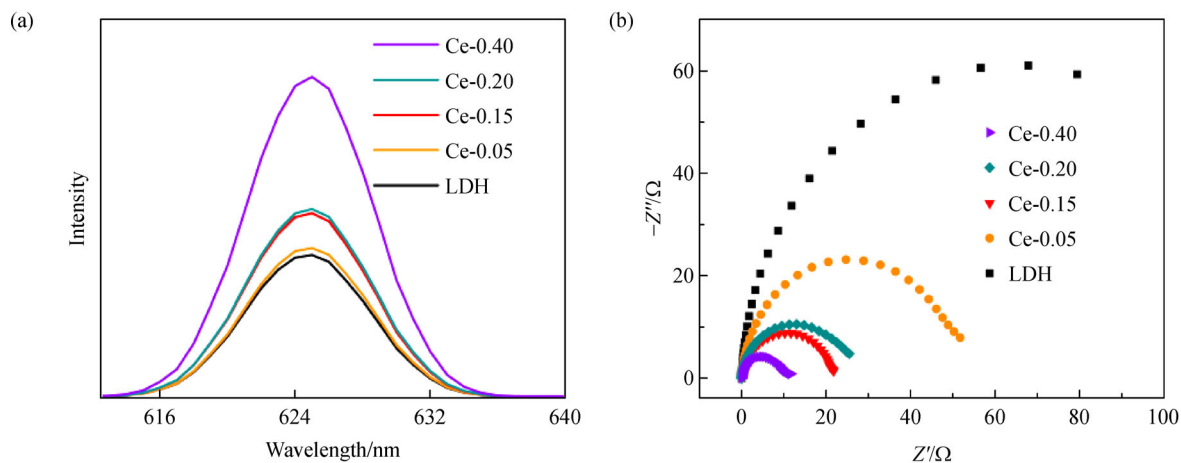 (a)
Ce-0.40
Ce-0.20
Ce-0.15
Ce-0.05
LDH
Intensity
616
624
632
640
Wavelength/nm
(b)
60
40
20
0
−Z″/Ω
Ce-0.40
Ce-0.20
Ce-0.15
Ce-0.05
LDH
0
20
40
60
80
100
Z′/Ω